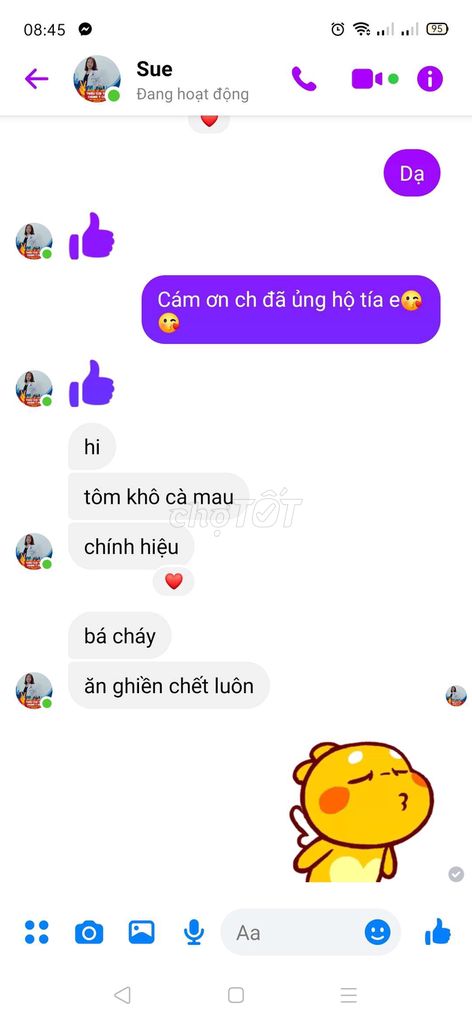 08:45
95
Sue
Đang hoạt động
Dạ
Cám ơn ch đã ủng hộ tía e😘
😘
hi
tôm khô cà mau
chợTỐT
chính hiệu
bá cháy
ăn ghiền chết luôn
Aa